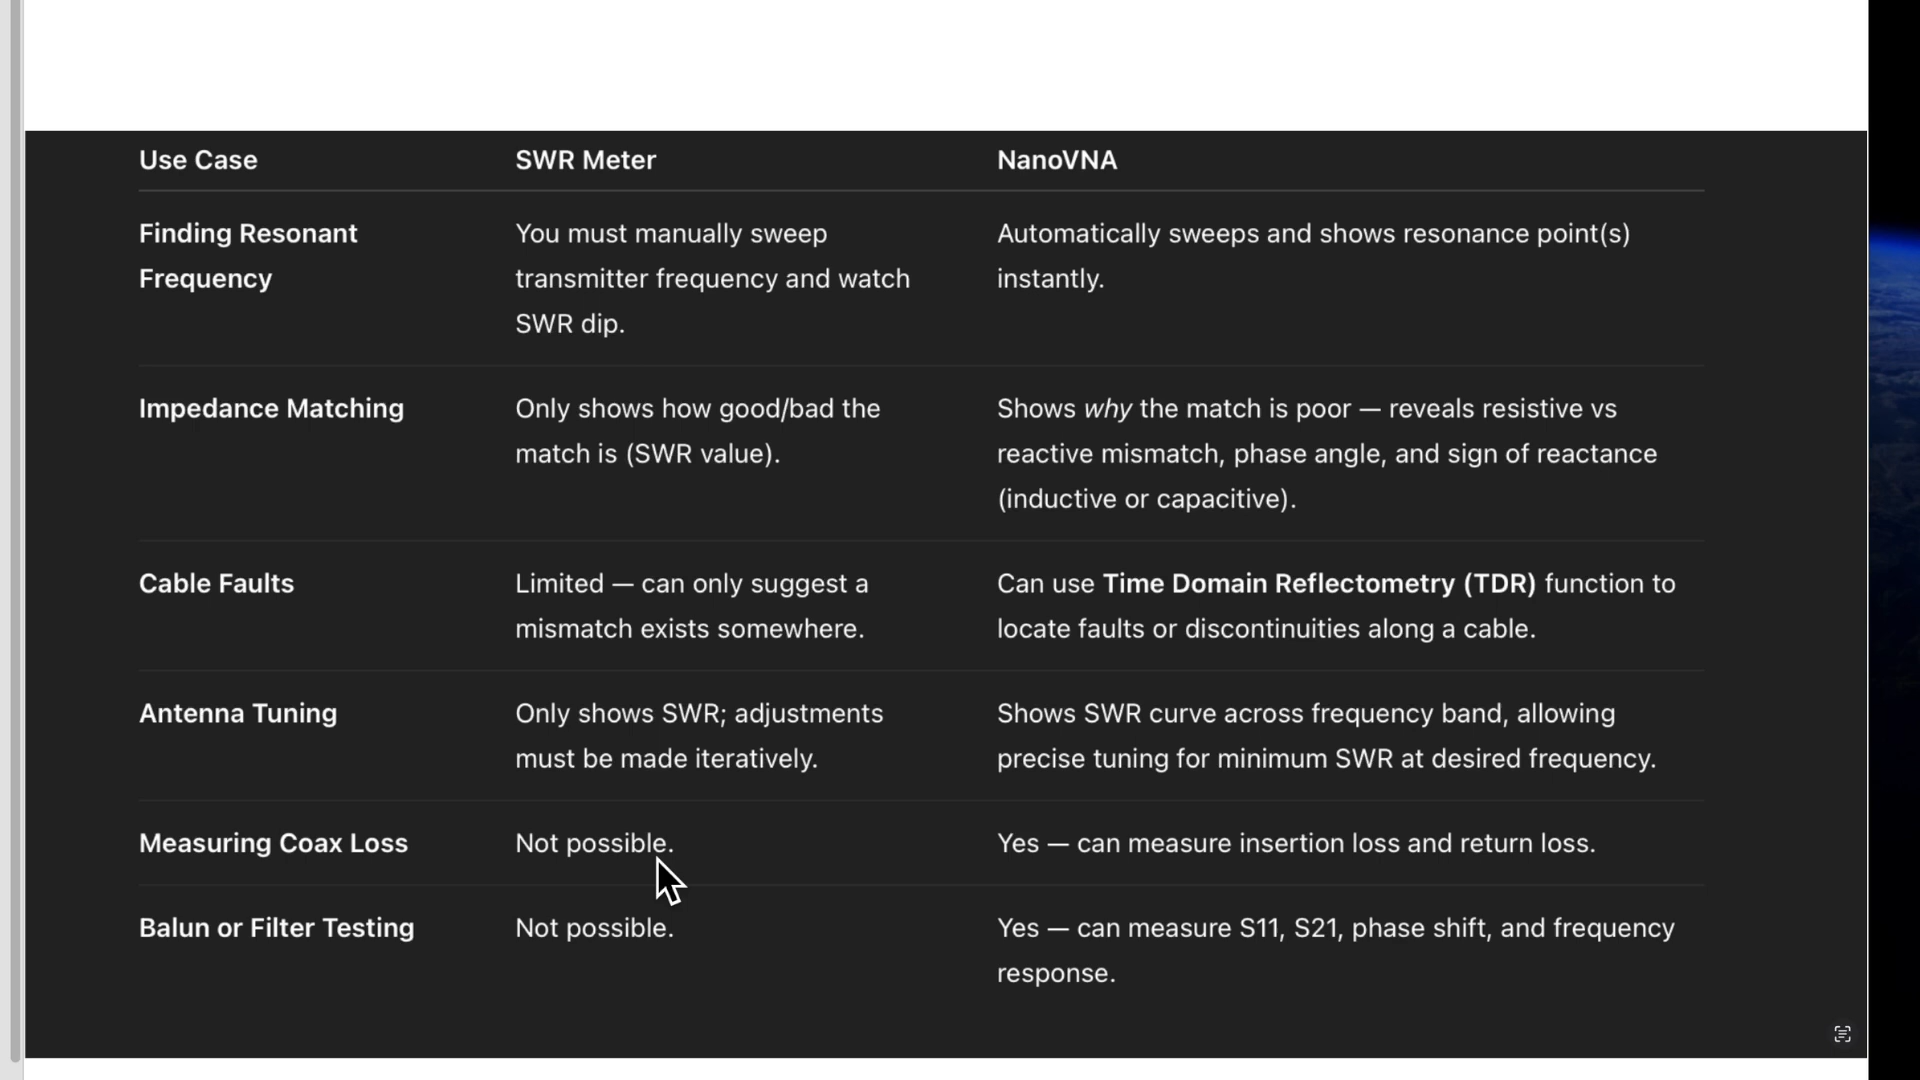 Use Case
SWR Meter
NanoVNA
Finding Resonant
Frequency
You must manually sweep
transmitter frequency and watch
SWR dip.
Automatically sweeps and shows resonance point(s)
instantly.
Impedance Matching
Only shows how good/bad the
match is (SWR value).
Shows why the match is poor — reveals resistive vs
reactive mismatch, phase angle, and sign of reactance
(inductive or capacitive).
Cable Faults
Limited — can only suggest a
mismatch exists somewhere.
Can use Time Domain Reflectometry (TDR) function to
locate faults or discontinuities along a cable.
Antenna Tuning
Only shows SWR; adjustments
must be made iteratively.
Shows SWR curve across frequency band, allowing
precise tuning for minimum SWR at desired frequency.
Measuring Coax Loss
Not possible.
Yes — can measure insertion loss and return loss.
Balun or Filter Testing
Not possible.
Yes — can measure S11, S21, phase shift, and frequency
response.